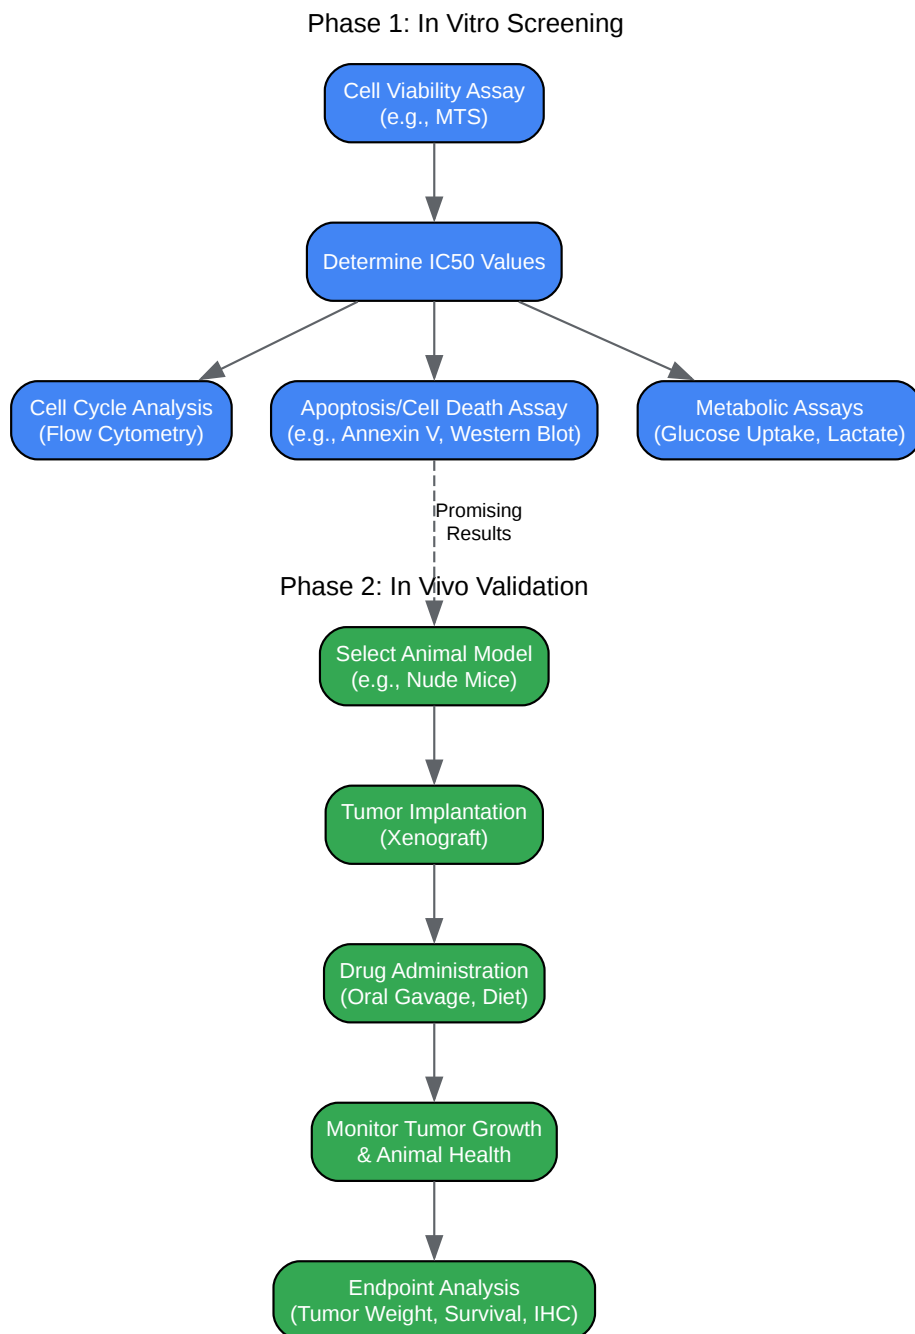 Phase 1: In Vitro Screening
Cell Viability Assay
(e.g., MTS)
Determine IC50 Values
Cell Cycle Analysis
(Flow Cytometry)
Apoptosis/Cell Death Assay
(e.g., Annexin V, Western Blot)
Metabolic Assays
(Glucose Uptake, Lactate)
Promising
Results
Phase 2: In Vivo Validation
Select Animal Model
(e.g., Nude Mice)
Tumor Implantation
(Xenograft)
Drug Administration
(Oral Gavage, Diet)
Monitor Tumor Growth
& Animal Health
Endpoint Analysis
(Tumor Weight, Survival, IHC)